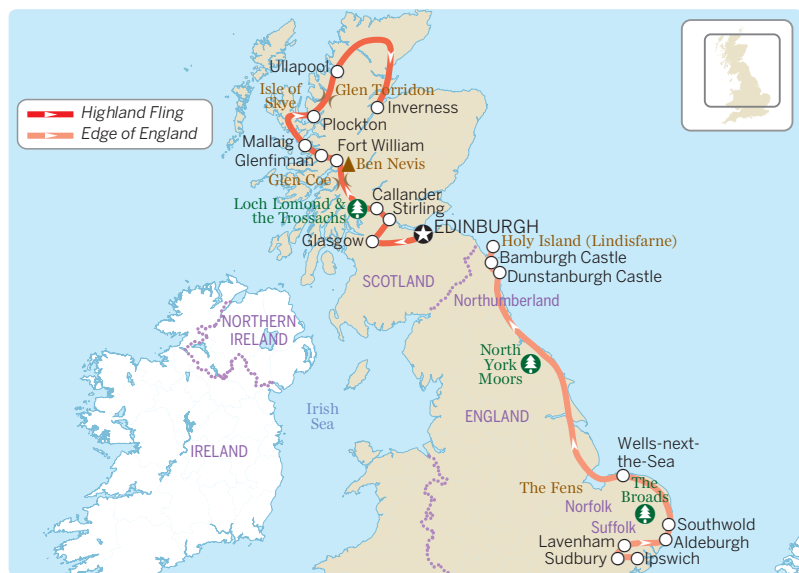 Highland Fling
Edge of England
Ullapool
Isle of
Skye
Glen Torridon
Inverness
Plockton
Mallaig
Fort William
Glenfinnan
Ben Nevis
Glen Coe
Callander
Loch Lomond &
the Trossachs
Stirling
EDINBURGH
Glasgow
Holy Island (Lindisfarne)
Bamburgh Castle
Dunstanburgh Castle
SCOTLAND
Northumberland
NORTHERN
IRELAND
North
York
Moors
Irish
Sea
ENGLAND
IRELAND
Wells-next-
the-Sea
The Fens
The
Broads
Norfolk
Suffolk
Southwold
Lavenham
Aldeburgh
Sudbury
Ipswich